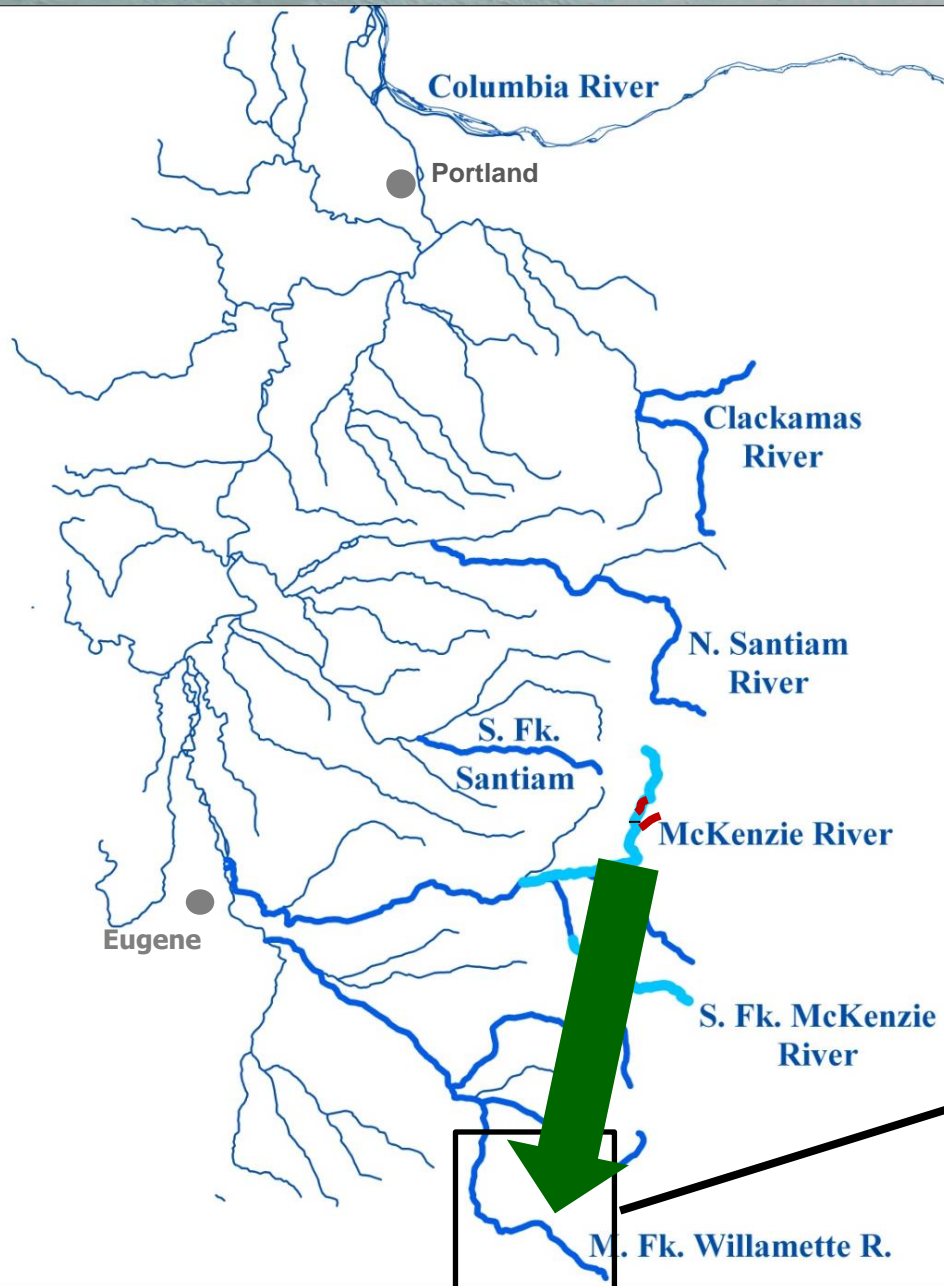 Columbia River
Portland
Clackamas
River
N. Santiam
River
S. Fk.
Santiam
McKenzie River
Eugene
S. Fk. McKenzie
River
M. Fk. Willamette R.